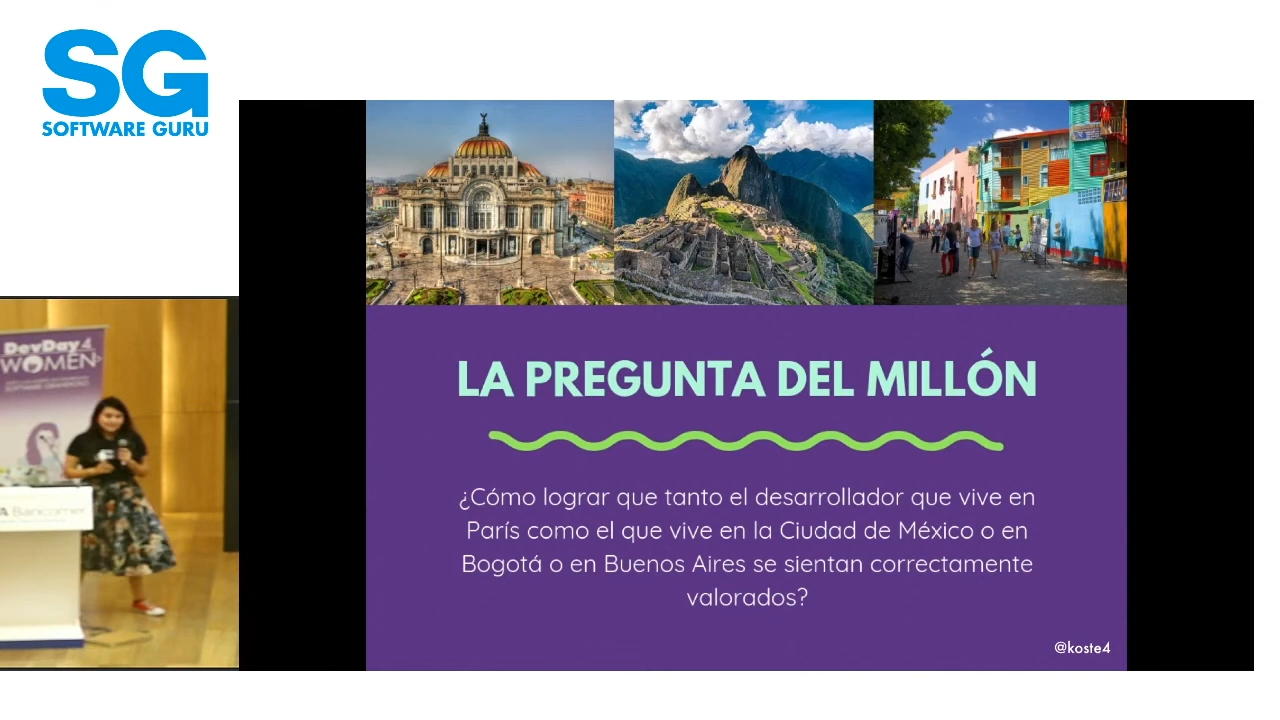 SG
SOFTWARE GURU
DevDay4
WOMEN
A Bancomer
LA PREGUNTA DEL MILLÓN
¿Cómo lograr que tanto el desarrollador que vive en
París como el que vive en la Ciudad de México o en
Bogotá o en Buenos Aires se sientan correctamente
valorados?
@koste4